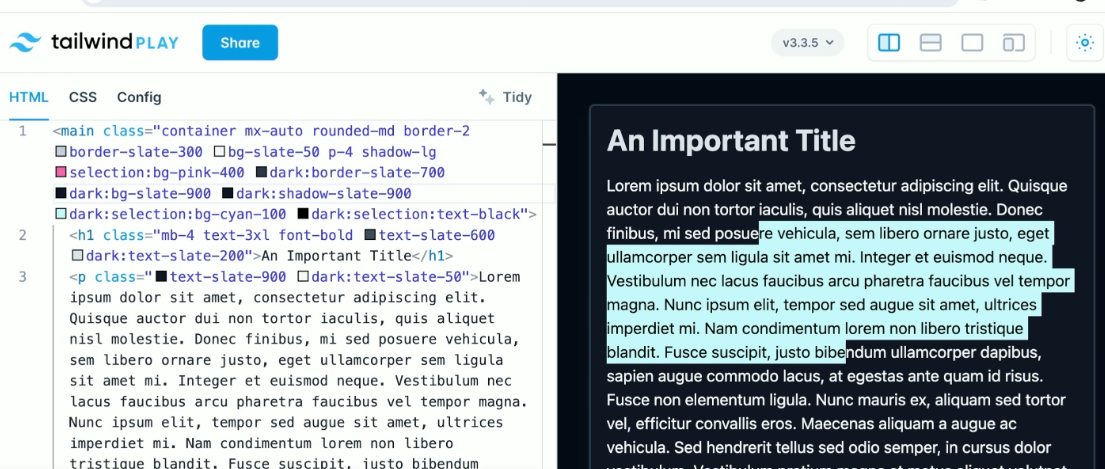 tailwind PLAY
Share
v3.3.5
HTML CSS Config
Tidy
1 <main class="container mx-auto rounded-md border-2
border-slate-300 bg-slate-50 p-4 shadow-lg
selection:bg-pink-400 dark:border-slate-700
dark:bg-slate-900 dark:shadow-slate-900
dark:selection:bg-cyan-100 dark:selection:text-black">
2 <h1 class="mb-4 text-3xl font-bold text-slate-600
dark:text-slate-200">An Important Title</h1>
3 <p class="text-slate-900 dark:text-slate-50">Lorem
ipsum dolor sit amet, consectetur adipiscing elit.
Quisque auctor dui non tortor iaculis, quis aliquet
nisl molestie. Donec finibus, mi sed posuere vehicula,
sem libero ornare justo, eget ullamcorper sem ligula
sit amet mi. Integer et euismod neque. Vestibulum nec
lacus faucibus arcu pharetra faucibus vel tempor magna.
Nunc ipsum elit, tempor sed augue sit amet, ultrices
imperdiet mi. Nam condimentum lorem non libero
tristique blandit. Fusce suscipit, justo bibendum
An Important Title
Lorem ipsum dolor sit amet, consectetur adipiscing elit. Quisque
auctor dui non tortor iaculis, quis aliquet nisl molestie. Donec
finibus, mi sed posuere vehicula, sem libero ornare justo, eget
ullamcorper sem ligula sit amet mi. Integer et euismod neque.
Vestibulum nec lacus faucibus arcu pharetra faucibus vel tempor
magna. Nunc ipsum elit, tempor sed augue sit amet, ultrices
imperdiet mi. Nam condimentum lorem non libero tristique
blandit. Fusce suscipit, justo bibendum ullamcorper dapibus,
sapien augue commodo lacus, at egestas ante quam id risus.
Fusce non elementum ligula. Nunc mauris ex, aliquam sed tortor
vel, efficitur convallis eros. Maecenas aliquam a augue ac
vehicula. Sed hendrerit tellus sed odio semper, in cursus dolor